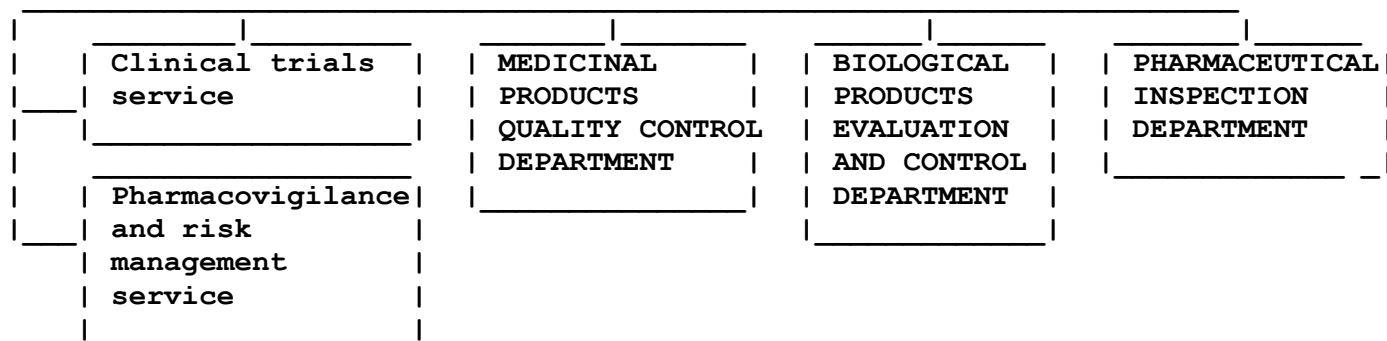 Clinical trials
service
Pharmacovigilance
and risk
management
service
MEDICINAL
PRODUCTS
QUALITY CONTROL
DEPARTMENT
BIOLOGICAL
PRODUCTS
EVALUATION
AND CONTROL
DEPARTMENT
PHARMACEUTICAL
INSPECTION
DEPARTMENT